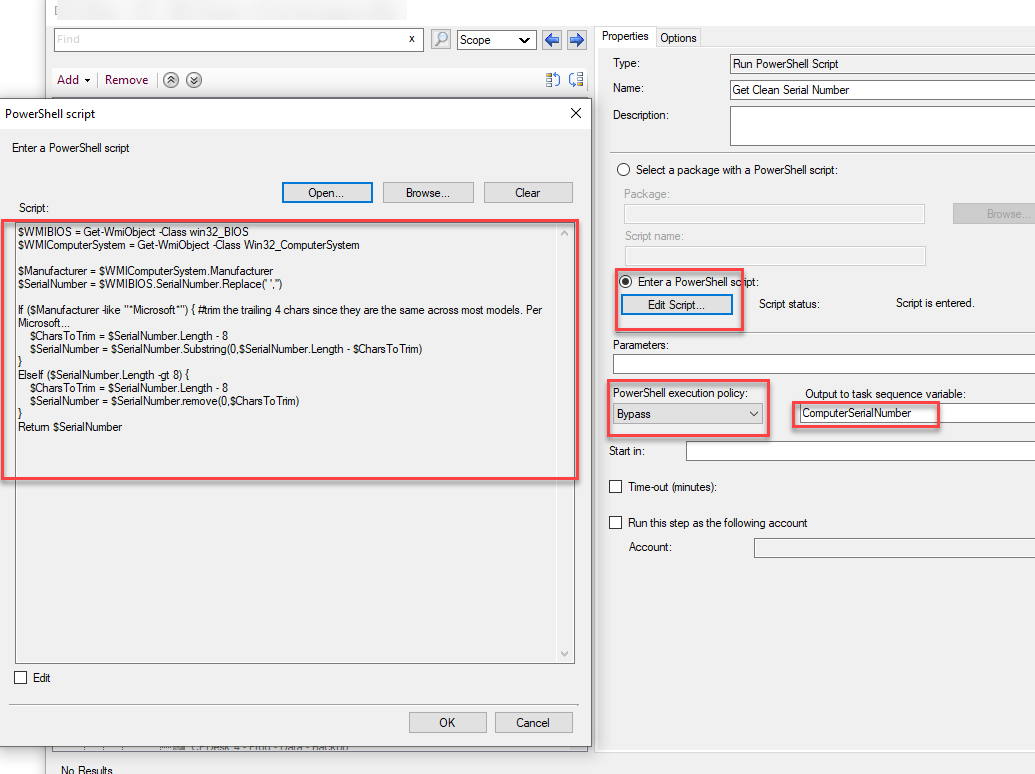 Find
x
Scope
Add
Remove
Properties
Options
Type:
Run PowerShell Script
Name:
Get Clean Serial Number
Description:
Select a package with a PowerShell script:
Package:
Browse...
Script name:
Enter a PowerShell script:
Edit Script...
Script status:
Script is entered.
Parameters:
PowerShell execution policy:
Output to task sequence variable:
Bypass
ComputerSerialNumber
Start in:
Time-out (minutes):
Run this step as the following account
Account:
PowerShell script
Enter a PowerShell script
Open...
Browse...
Clear
Script:
$WMIBIOS = Get-WmiObject -Class win32_BIOS
$WMIComputerSystem = Get-WmiObject -Class Win32_ComputerSystem
$Manufacturer = $WMIComputerSystem.Manufacturer
$SerialNumber = $WMIBIOS.SerialNumber.Replace(' ','')
If ($Manufacturer -like "*Microsoft*") { #trim the trailing 4 chars since they are the same across most models. Per
Microsoft...
$CharsToTrim = $SerialNumber.Length - 8
$SerialNumber = $SerialNumber.Substring(0,$SerialNumber.Length - $CharsToTrim)
}
ElseIf ($SerialNumber.Length -gt 8) {
$CharsToTrim = $SerialNumber.Length - 8
$SerialNumber = $SerialNumber.remove(0,$CharsToTrim)
}
Return $SerialNumber
Edit
OK
Cancel
No Results